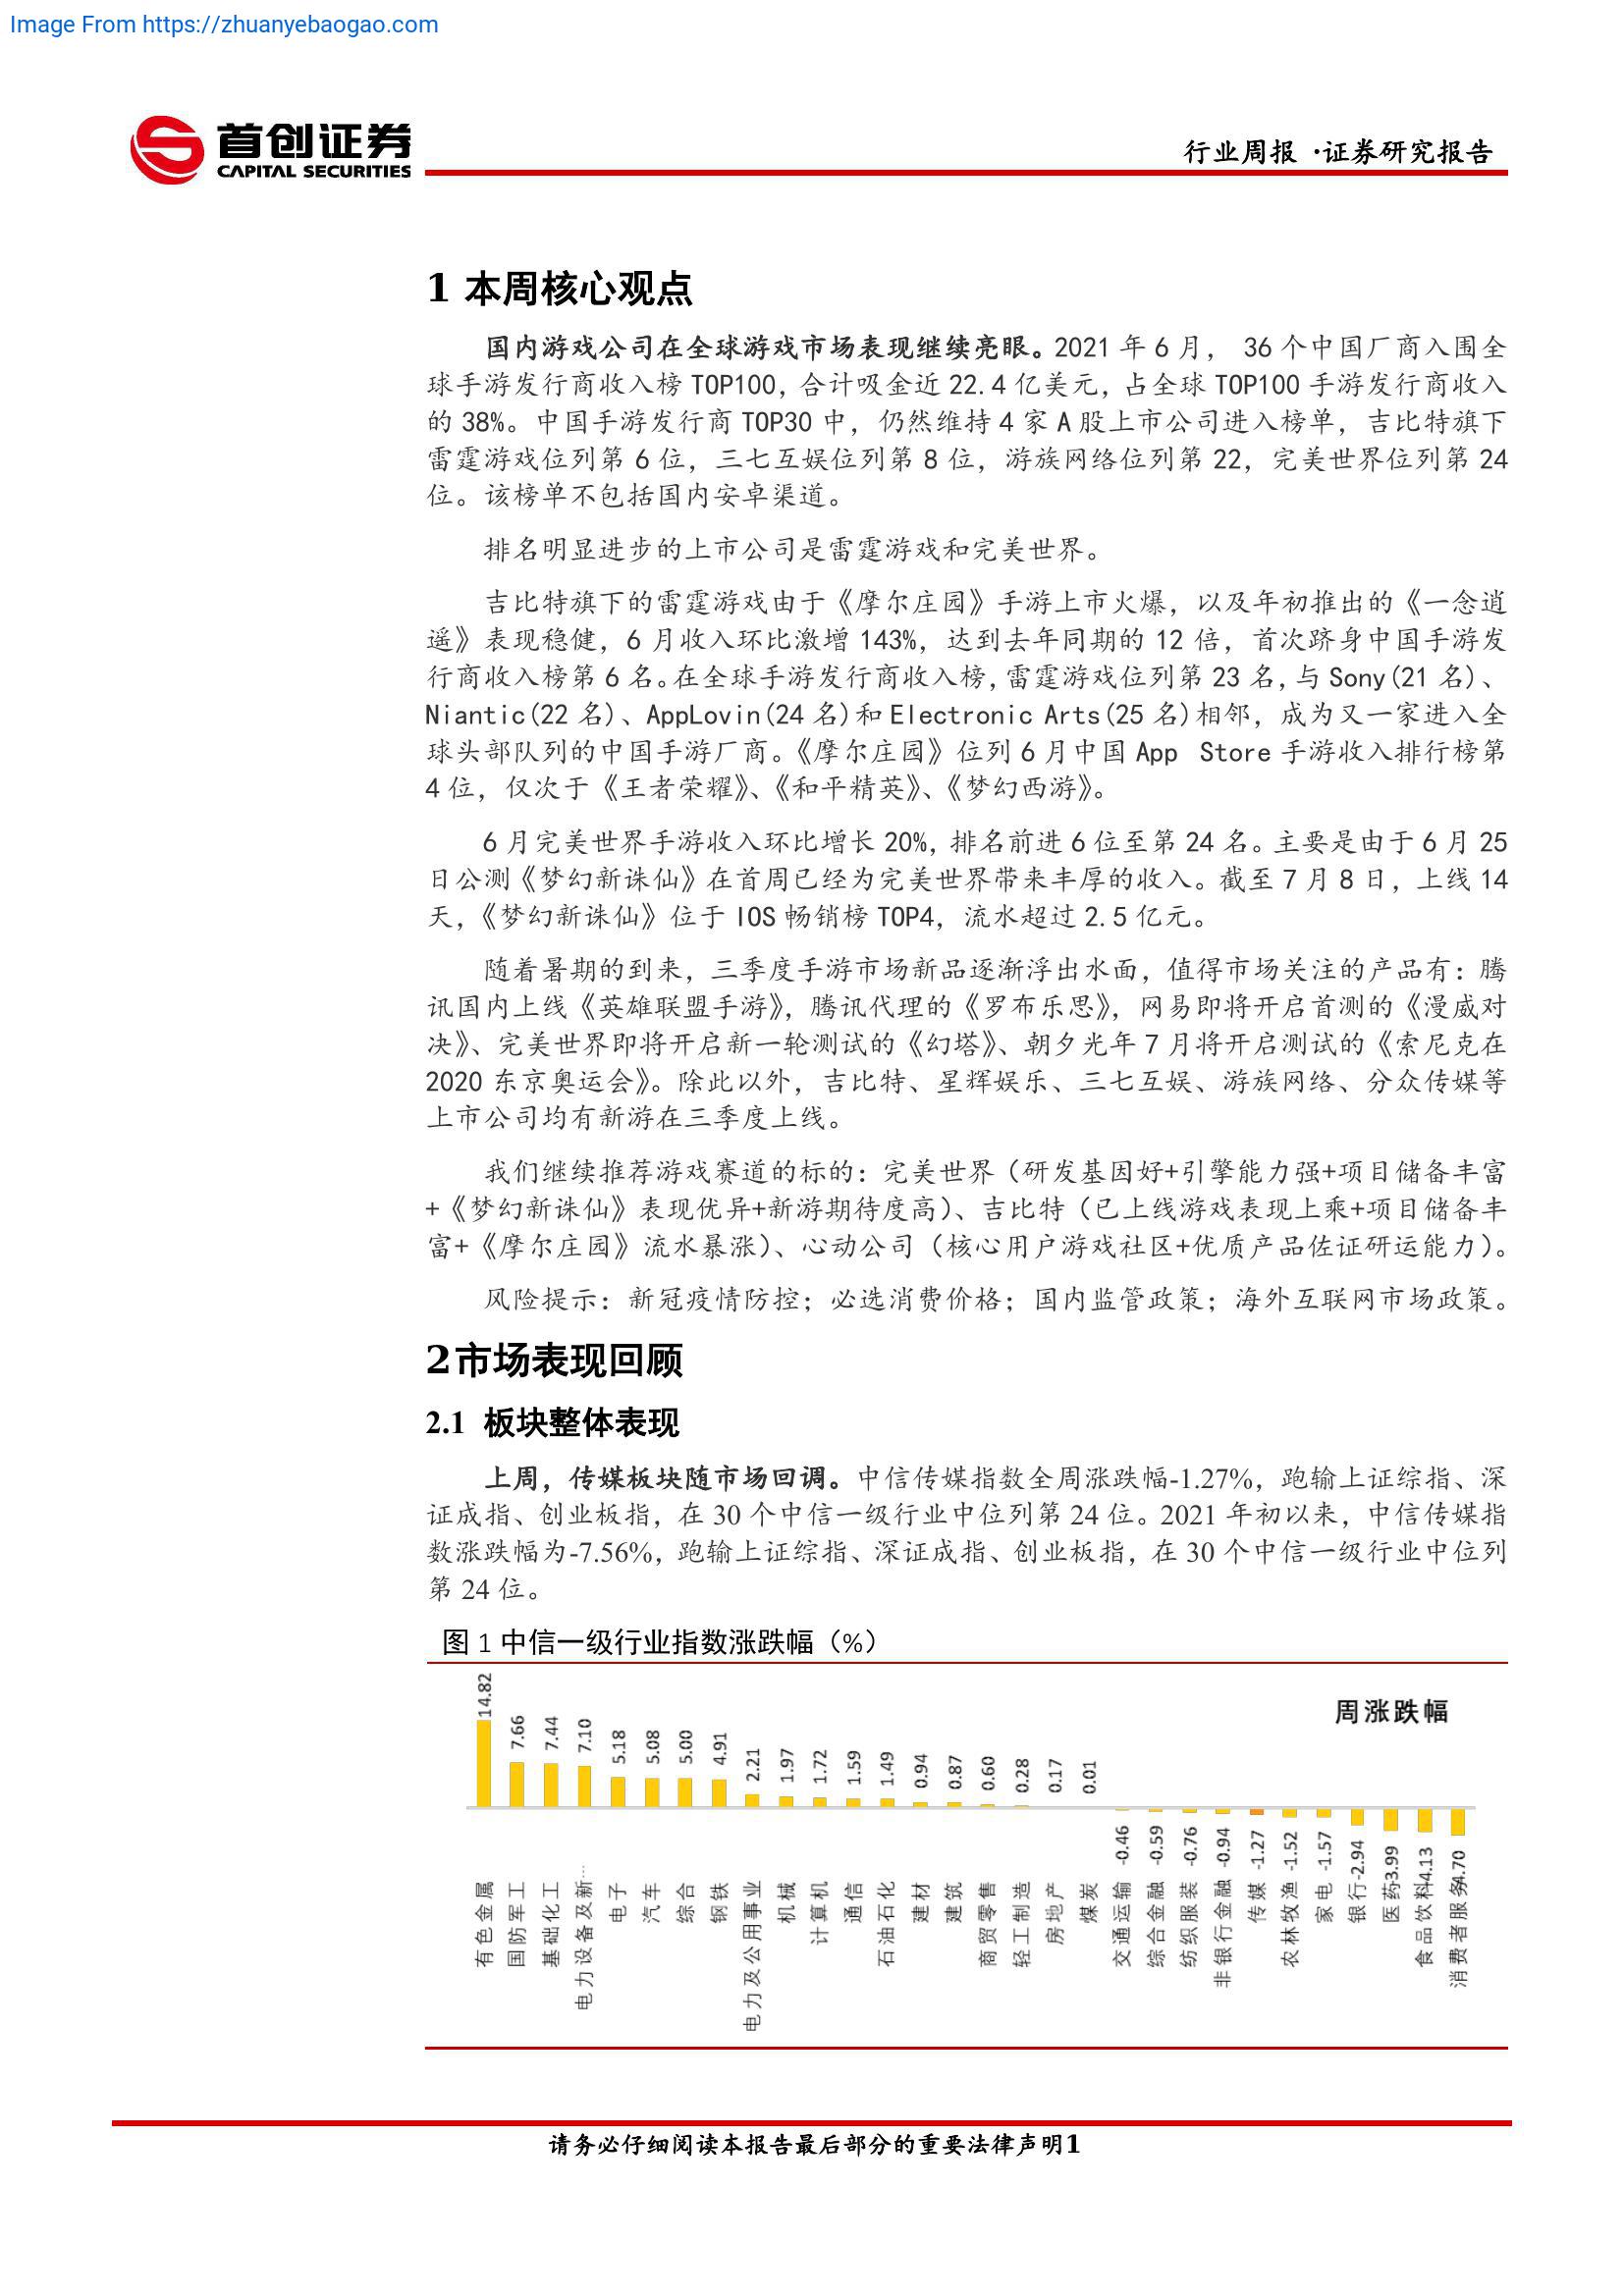 Image From https://zhuanyebaogao.com
首创证券
CAPITAL SECURITIES
行业周报 ·证券研究报告
1 本周核心观点
国内游戏公司在全球游戏市场表现继续亮眼。2021 年 6 月， 36 个中国厂商入围全
球手游发行商收入榜 TOP100，合计吸金近 22.4 亿美元，占全球 TOP100 手游发行商收入
的 38%。中国手游发行商 TOP30 中，仍然维持 4 家 A 股上市公司进入榜单，吉比特旗下
雷霆游戏位列第 6 位，三七互娱位列第 8 位，游族网络位列第 22，完美世界位列第 24
位。该榜单不包括国内安卓渠道。
排名明显进步的上市公司是雷霆游戏和完美世界。
吉比特旗下的雷霆游戏由于《摩尔庄园》手游上市火爆，以及年初推出的《一念逍
遥》表现稳健，6 月收入环比激增 143%，达到去年同期的 12 倍，首次跻身中国手游发
行商收入榜第 6 名。在全球手游发行商收入榜，雷霆游戏位列第 23 名，与 Sony(21 名)、
Niantic(22 名)、AppLovin(24 名)和 Electronic Arts(25 名)相邻，成为又一家进入全
球头部队列的中国手游厂商。《摩尔庄园》位列 6 月中国 App Store 手游收入排行榜第
4 位，仅次于《王者荣耀》、《和平精英》、《梦幻西游》。
6 月完美世界手游收入环比增长 20%，排名前进 6 位至第 24 名。主要是由于 6 月 25
日公测《梦幻新诛仙》在首周已经为完美世界带来丰厚的收入。截至 7 月 8 日，上线 14
天，《梦幻新诛仙》位于 IOS 畅销榜 TOP4，流水超过 2.5 亿元。
随着暑期的到来，三季度手游市场新品逐渐浮出水面，值得市场关注的产品有：腾
讯国内上线《英雄联盟手游》，腾讯代理的《罗布乐思》，网易即将开启首测的《漫威对
决》、完美世界即将开启新一轮测试的《幻塔》、朝夕光年 7 月将开启测试的《索尼克在
2020 东京奥运会》。除此以外，吉比特、星辉娱乐、三七互娱、游族网络、分众传媒等
上市公司均有新游在三季度上线。
我们继续推荐游戏赛道的标的：完美世界（研发基因好+引擎能力强+项目储备丰富
+《梦幻新诛仙》表现优异+新游期待度高）、吉比特（已上线游戏表现上乘+项目储备丰
富+《摩尔庄园》流水暴涨）、心动公司（核心用户游戏社区+优质产品佐证研运能力）。
风险提示：新冠疫情防控；必选消费价格；国内监管政策；海外互联网市场政策。
2市场表现回顾
2.1 板块整体表现
上周，传媒板块随市场回调。中信传媒指数全周涨跌幅-1.27%，跑输上证综指、深
证成指、创业板指，在 30 个中信一级行业中位列第 24 位。2021 年初以来，中信传媒指
数涨跌幅为-7.56%，跑输上证综指、深证成指、创业板指，在 30 个中信一级行业中位列
第 24 位。
图 1 中信一级行业指数涨跌幅（%）
周涨跌幅
14.82
7.66
7.44
7.10
5.18
5.08
5.00
4.91
2.21
1.97
1.72
1.59
1.49
0.94
0.87
0.60
0.28
0.17
0.01
-0.46
-0.59
-0.76
-0.94
-1.27
-1.52
-1.57
-2.94
3.99
4.13
4.70
有色金属
国防军工
基础化工
电力设备及新…
电子
汽车
综合
钢铁
电力及公用事业
机械
计算机
通信
石油石化
建材
建筑
商贸零售
轻工制造
房地产
煤炭
交通运输
综合金融
纺织服装
非银行金融
传媒
农林牧渔
家电
银行
医药
食品饮料
消费者服务
请务必仔细阅读本报告最后部分的重要法律声明1